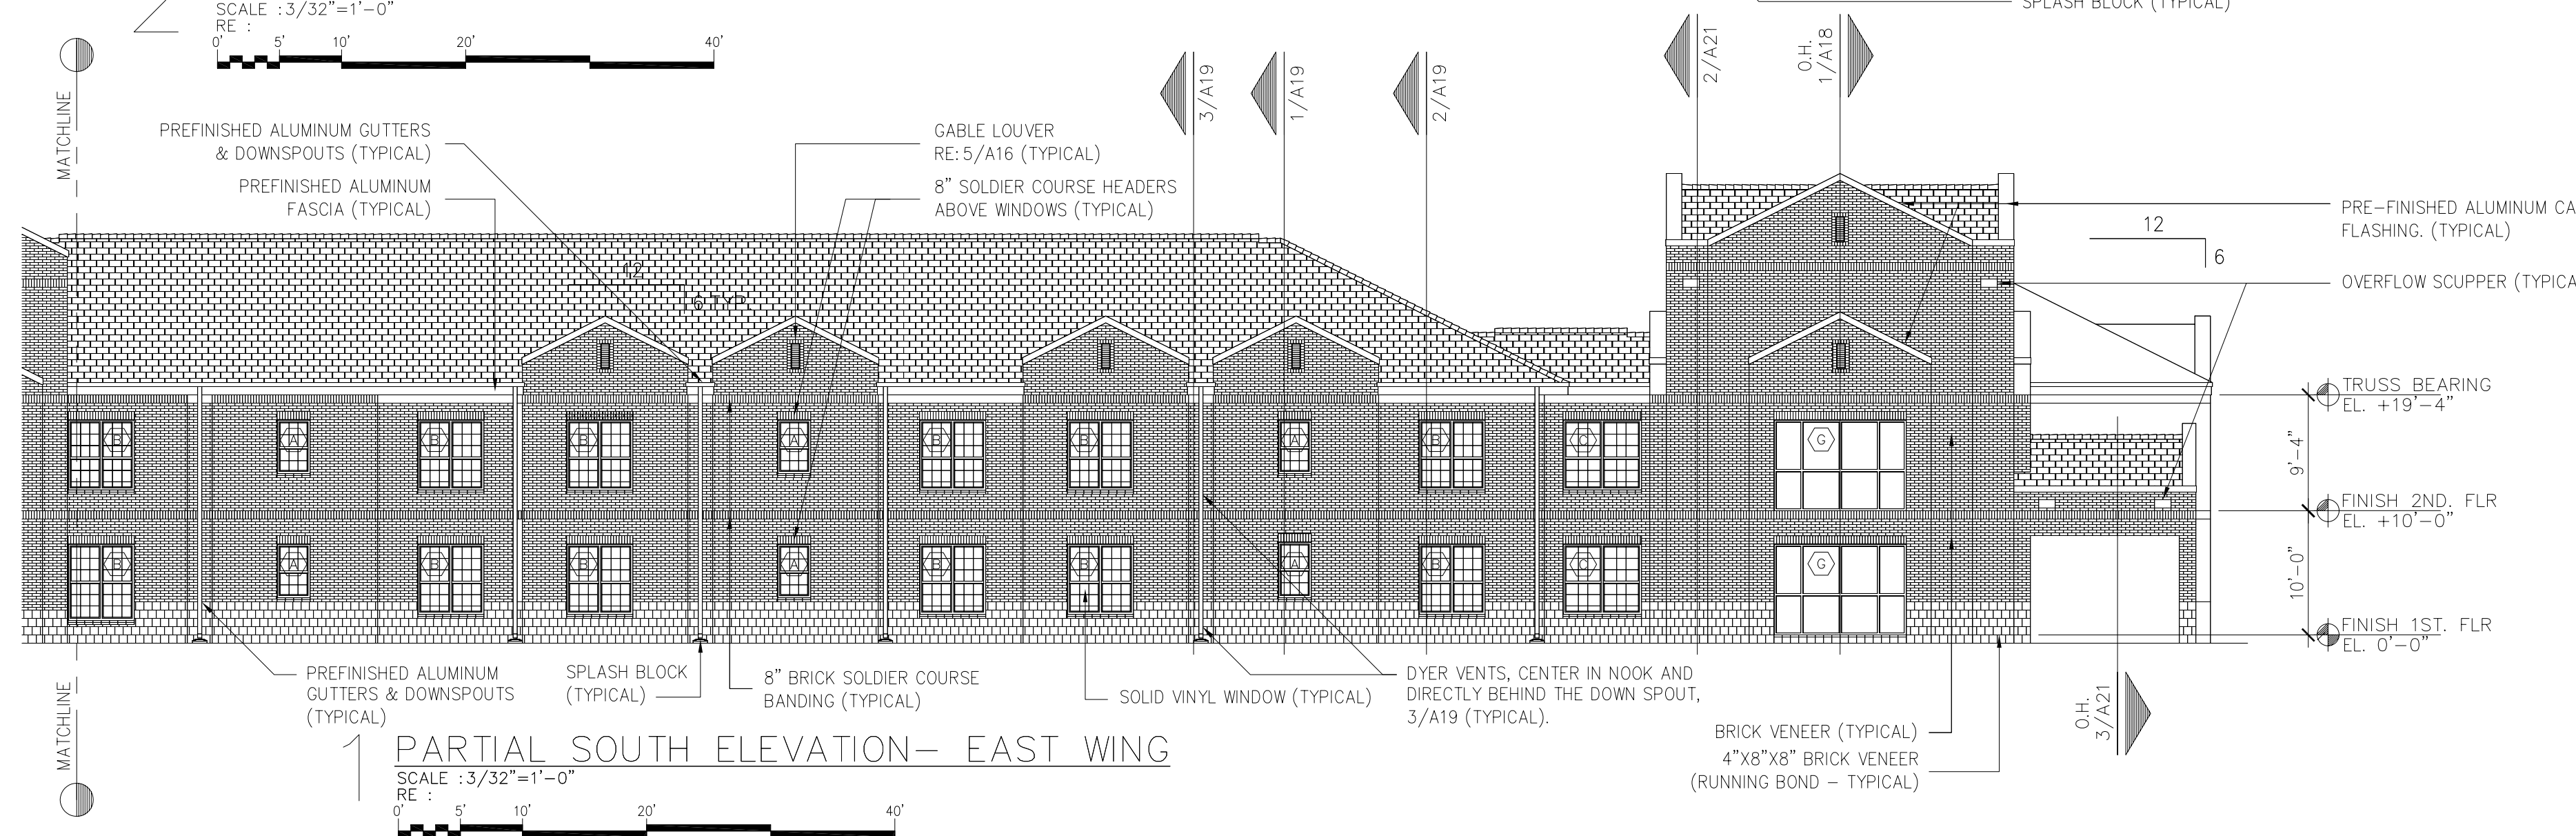 SCALE :3/32"=1'-0"
RE :
0' 5' 10' 20' 40'
SPLASH BLOCK (TYPICAL)
MATCHLINE
3/A19
1/A19
2/A19
2/A21
O.H.
1/A18
PREFINISHED ALUMINUM GUTTERS
& DOWNSPOUTS (TYPICAL)
PREFINISHED ALUMINUM
FASCIA (TYPICAL)
GABLE LOUVER
RE: 5/A16 (TYPICAL)
8" SOLDIER COURSE HEADERS
ABOVE WINDOWS (TYPICAL)
PRE-FINISHED ALUMINUM CA
FLASHING. (TYPICAL)
12
6
OVERFLOW SCUPPER (TYPICA
12
6 TYP.
TRUSS BEARING
EL. +19'-4"
9'-4"
B A B B A B B A B C G
FINISH 2ND. FLR
EL. +10'-0"
10'-0"
B A B B A B B A B C G
FINISH 1ST. FLR
EL. 0'-0"
PREFINISHED ALUMINUM
GUTTERS & DOWNSPOUTS
(TYPICAL)
SPLASH BLOCK
(TYPICAL)
8" BRICK SOLDIER COURSE
BANDING (TYPICAL)
SOLID VINYL WINDOW (TYPICAL)
DYER VENTS, CENTER IN NOOK AND
DIRECTLY BEHIND THE DOWN SPOUT,
3/A19 (TYPICAL).
BRICK VENEER (TYPICAL)
4"X8"X8" BRICK VENEER
(RUNNING BOND - TYPICAL)
O.H.
3/A21
MATCHLINE
1
PARTIAL SOUTH ELEVATION- EAST WING
SCALE :3/32"=1'-0"
RE :
0' 5' 10' 20' 40'